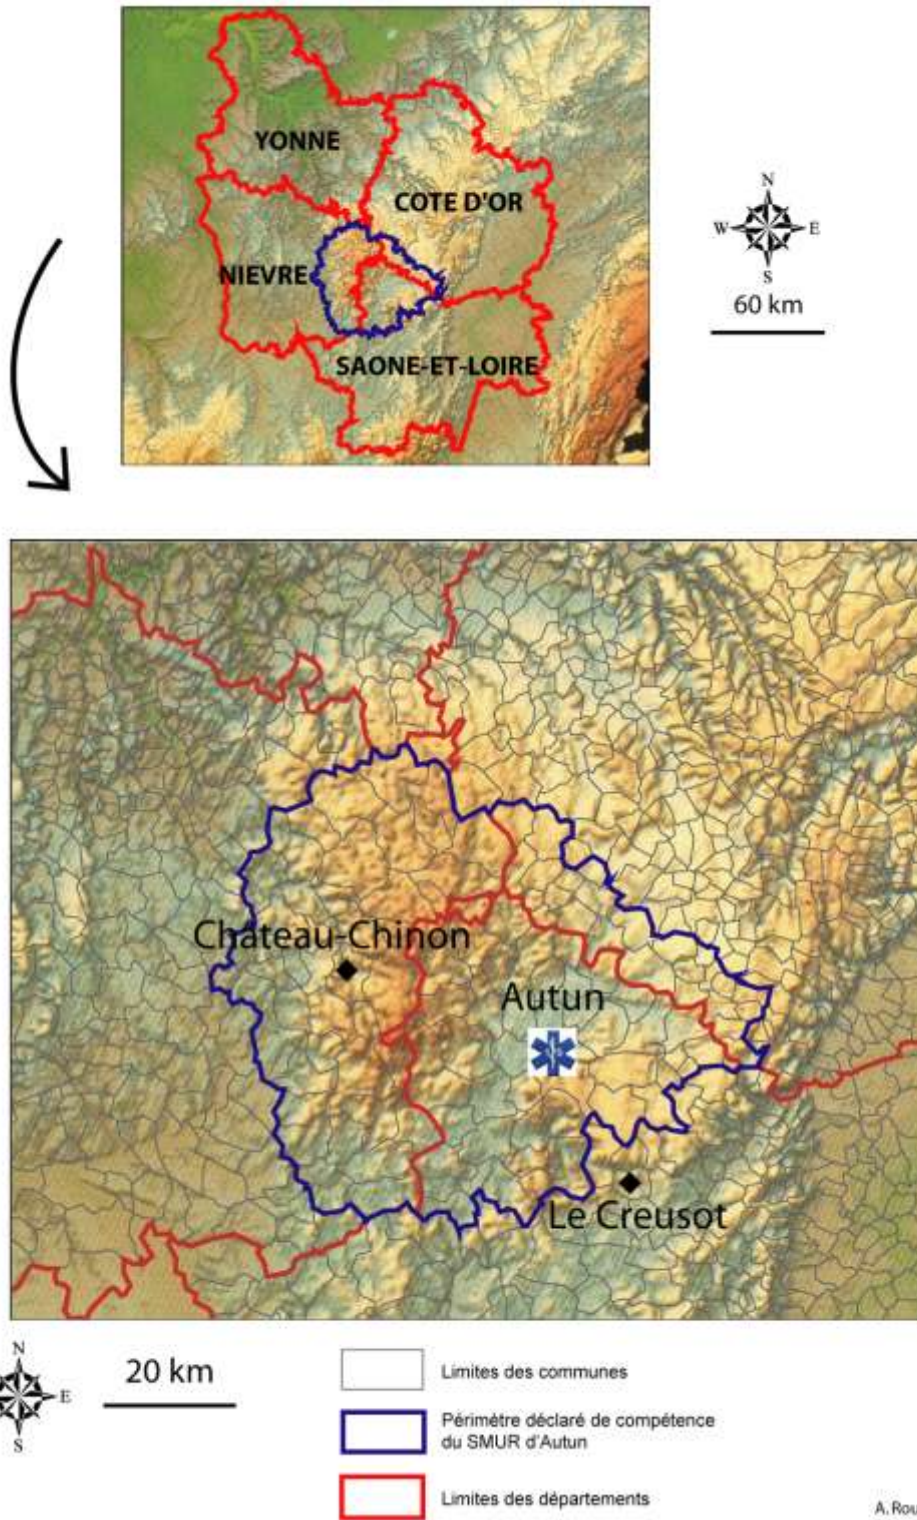 YONNE
COTE D'OR
NIEVRE
SAONE-ET-LOIRE
N
W E
S
60 km
Chateau-Chinon
Autun
Le Creusot
N
E
S
20 km
Limites des communes
Périmètre déclaré de compétence
du SMUR d'Autun
Limites des départements
A. Rou